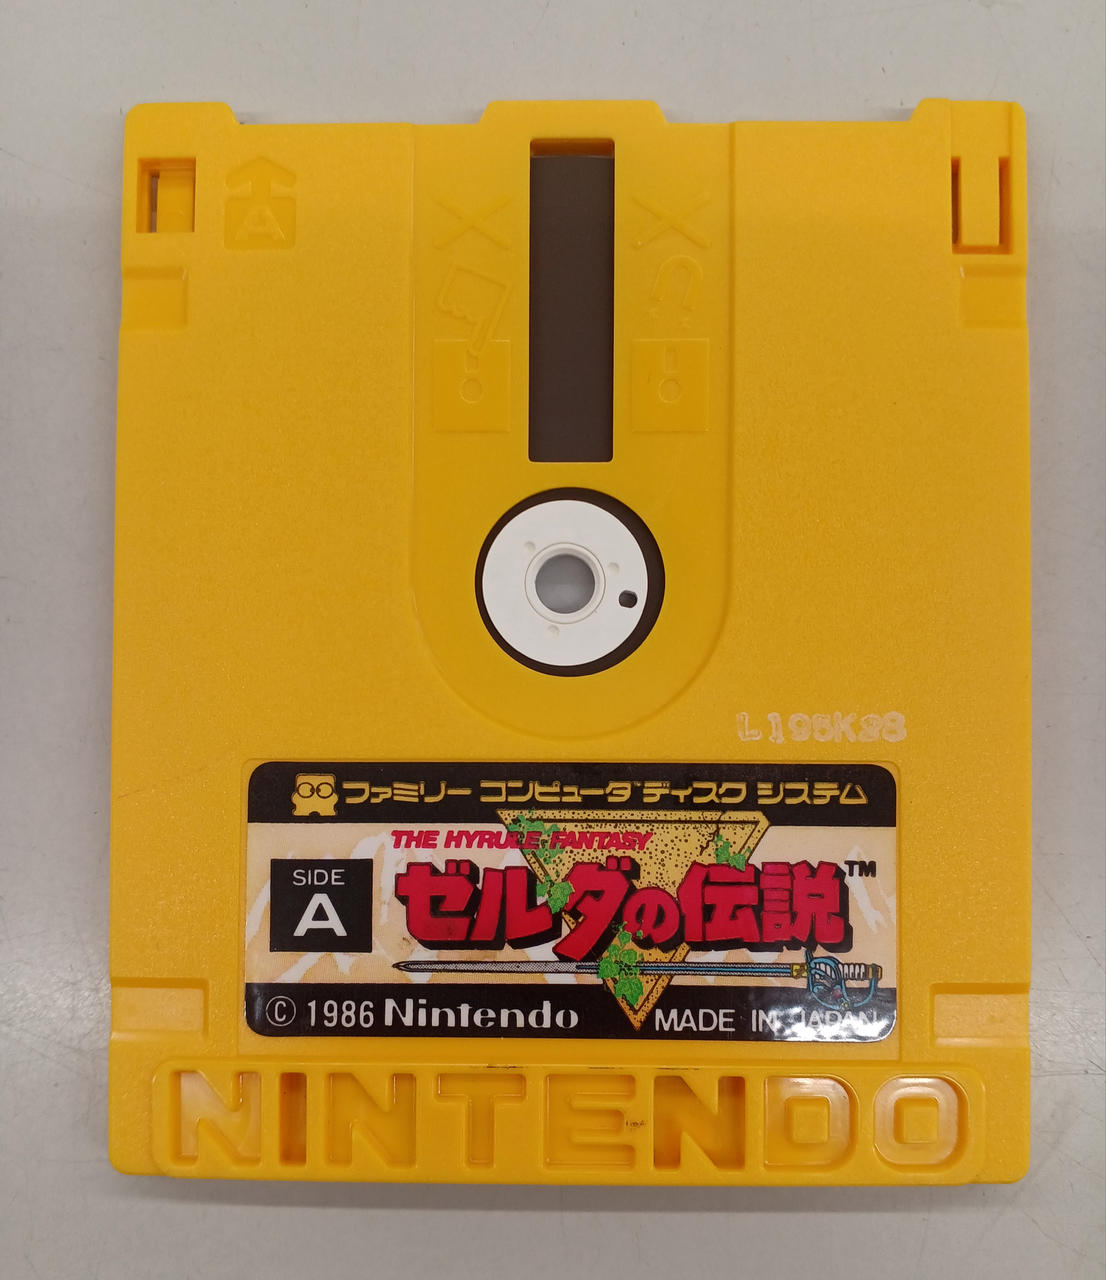 A
L195K28
ファミリー コンピュータ™ ディスク システム
THE HYRULE FANTASY
SIDE
A
ゼルダの伝説™
© 1986 Nintendo
MADE IN JAPAN
NINTENDO